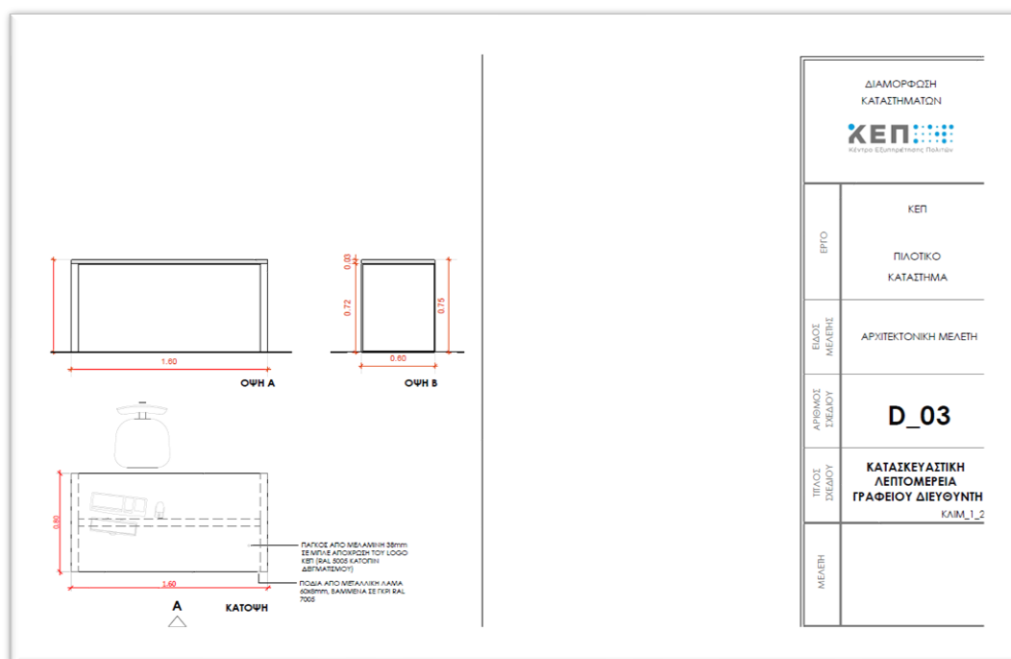 0.03
0.72
0.75
1.60
0.60
ΟΨΗ Α
ΟΨΗ Β
0.80
1.60
ΠΑΓΚΟΣ ΑΠΟ ΜΕΛΑΜΙΝΗ 38mm
ΣΕ ΜΠΛΕ ΑΠΟΧΡΩΣΗ ΤΟΥ LOGO
ΚΕΠ (RAL 5005 ΚΑΤΟΠΙΝ
ΔΕΙΓΜΑΤΙΣΜΟΥ)
ΠΟΔΙΑ ΑΠΟ ΜΕΤΑΛΛΙΚΗ ΛΑΜΑ
60x8mm, ΒΑΜΜΕΝΑ ΣΕ ΓΚΡΙ RAL
7005
Α
ΚΑΤΟΨΗ
ΔΙΑΜΟΡΦΩΣΗ
ΚΑΤΑΣΤΗΜΑΤΩΝ
ΚΕΠ
Κέντρα Εξυπηρέτησης Πολιτών
ΕΡΓΟ
ΚΕΠ
ΠΙΛΟΤΙΚΟ
ΚΑΤΑΣΤΗΜΑ
ΕΙΔΟΣ
ΜΕΛΕΤΗΣ
ΑΡΧΙΤΕΚΤΟΝΙΚΗ ΜΕΛΕΤΗ
ΑΡΙΘΜΟΣ
ΣΧΕΔΙΟΥ
D_03
ΤΙΤΛΟΣ
ΣΧΕΔΙΟΥ
ΚΑΤΑΣΚΕΥΑΣΤΙΚΗ
ΛΕΠΤΟΜΕΡΕΙΑ
ΓΡΑΦΕΙΟΥ ΔΙΕΥΘΥΝΤΗ
ΚΛΙΜ_1_2
ΜΕΛΕΤΗ